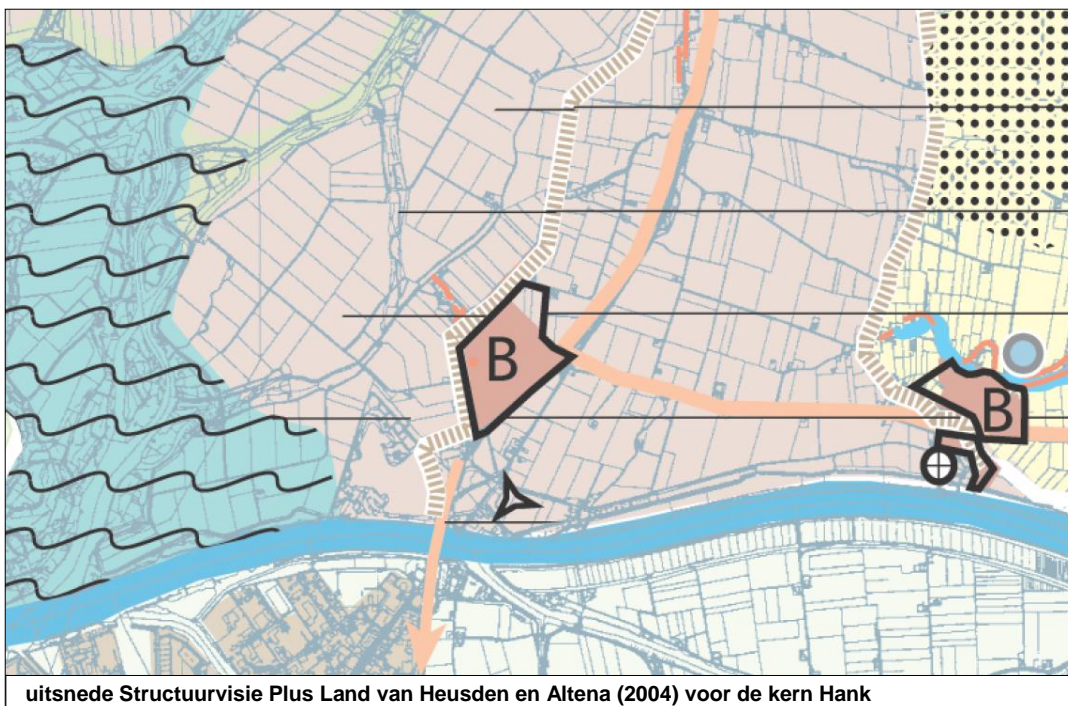 B
B
uitsnede Structuurvisie Plus Land van Heusden en Altena (2004) voor de kern Hank